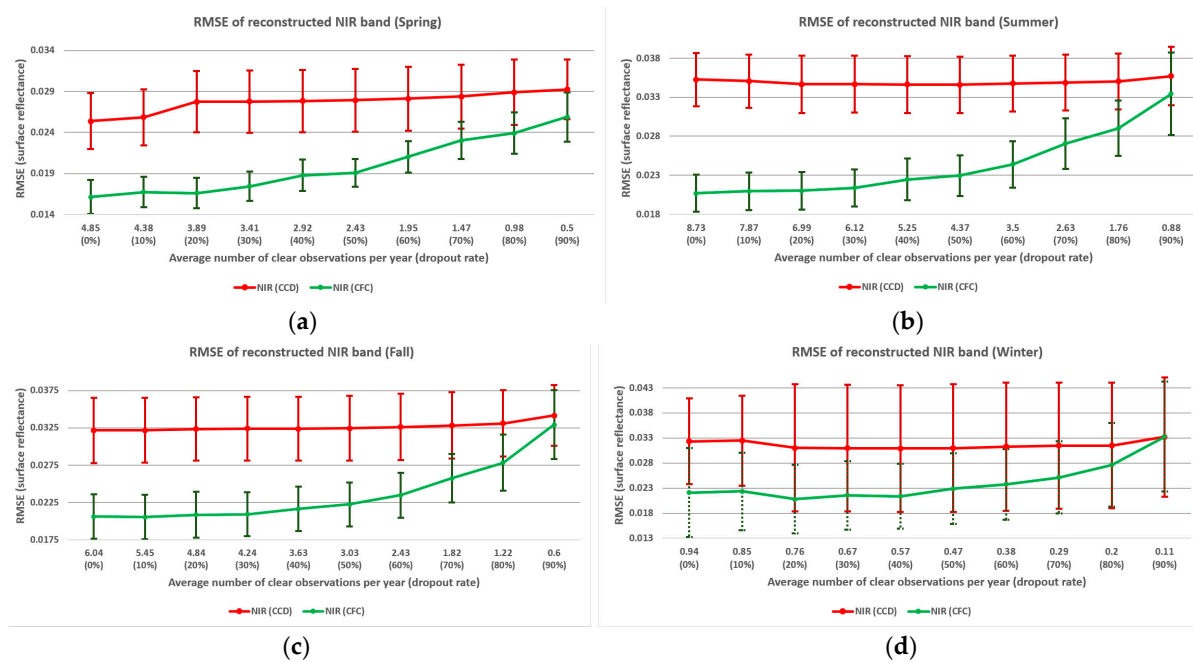 RMSE of reconstructed NIR band (Spring)
RMSE (surface reflectance)
0.034
0.029
0.024
0.019
0.014
4.85 4.38 3.89 3.41 2.92 2.43 1.95 1.47 0.98 0.5
(0%) (10%) (20%) (30%) (40%) (50%) (60%) (70%) (80%) (90%)
Average number of clear observations per year (dropout rate)
NIR (CCD) NIR (CFC)
(a)
RMSE of reconstructed NIR band (Summer)
RMSE (surface reflectance)
0.038
0.033
0.028
0.023
0.018
8.73 7.87 6.99 6.12 5.25 4.37 3.5 2.63 1.76 0.88
(0%) (10%) (20%) (30%) (40%) (50%) (60%) (70%) (80%) (90%)
Average number of clear observations per year (dropout rate)
NIR (CCD) NIR (CFC)
(b)
RMSE of reconstructed NIR band (Fall)
RMSE (surface reflectance)
0.0375
0.0325
0.0275
0.0225
0.0175
6.04 5.45 4.84 4.24 3.63 3.03 2.43 1.82 1.22 0.6
(0%) (10%) (20%) (30%) (40%) (50%) (60%) (70%) (80%) (90%)
Average number of clear observations per year (dropout rate)
NIR (CCD) NIR (CFC)
(c)
RMSE of reconstructed NIR band (Winter)
RMSE (surface reflectance)
0.043
0.038
0.033
0.028
0.023
0.018
0.013
0.94 0.85 0.76 0.67 0.57 0.47 0.38 0.29 0.2 0.11
(0%) (10%) (20%) (30%) (40%) (50%) (60%) (70%) (80%) (90%)
Average number of clear observations per year (dropout rate)
NIR (CCD) NIR (CFC)
(d)